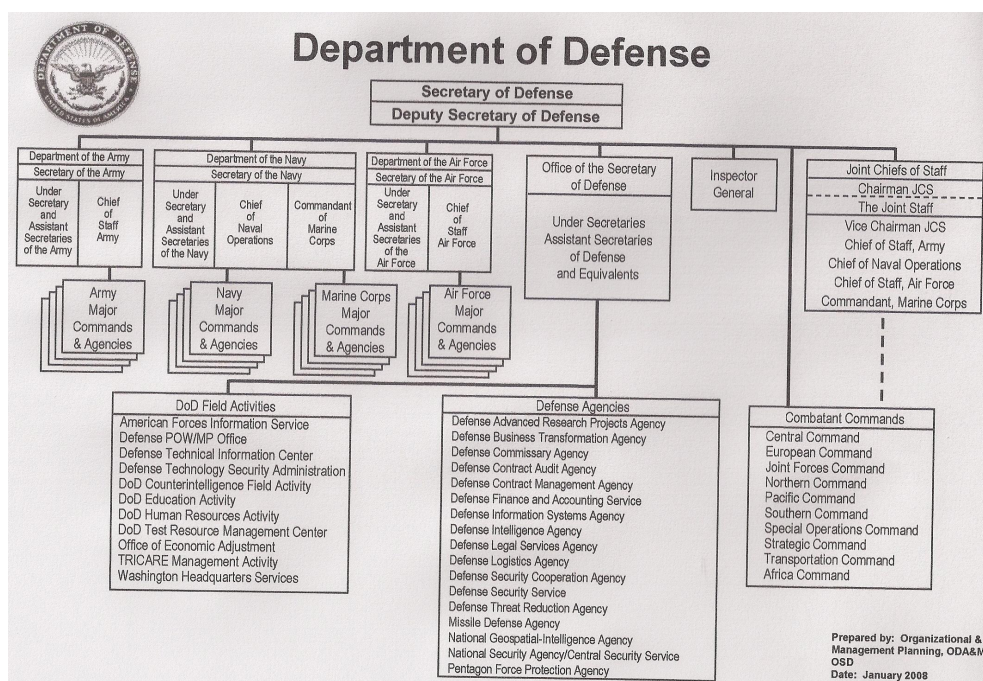 DEPARTMENT OF DEFENSE
UNITED STATES OF AMERICA
Department of Defense
Secretary of Defense
Deputy Secretary of Defense
Department of the Army
Secretary of the Army
Under
Secretary
and
Assistant
Secretaries
of the Army
Chief
of
Staff
Army
Department of the Navy
Secretary of the Navy
Under
Secretary
and
Assistant
Secretaries
of the Navy
Chief
of
Naval
Operations
Commandant
of
Marine
Corps
Department of the Air Force
Secretary of the Air Force
Under
Secretary
and
Assistant
Secretaries
of the
Air Force
Chief
of
Staff
Air Force
Office of the Secretary
of Defense
Under Secretaries
Assistant Secretaries
of Defense
and Equivalents
Inspector
General
Joint Chiefs of Staff
Chairman JCS
The Joint Staff
Vice Chairman JCS
Chief of Staff, Army
Chief of Naval Operations
Chief of Staff, Air Force
Commandant, Marine Corps
Army
Major
Commands
& Agencies
Navy
Major
Commands
& Agencies
Marine Corps
Major
Commands
& Agencies
Air Force
Major
Commands
& Agencies
DoD Field Activities
American Forces Information Service
Defense POW/MP Office
Defense Technical Information Center
Defense Technology Security Administration
DoD Counterintelligence Field Activity
DoD Education Activity
DoD Human Resources Activity
DoD Test Resource Management Center
Office of Economic Adjustment
TRICARE Management Activity
Washington Headquarters Services
Defense Agencies
Defense Advanced Research Projects Agency
Defense Business Transformation Agency
Defense Commissary Agency
Defense Contract Audit Agency
Defense Contract Management Agency
Defense Finance and Accounting Service
Defense Information Systems Agency
Defense Intelligence Agency
Defense Legal Services Agency
Defense Logistics Agency
Defense Security Cooperation Agency
Defense Security Service
Defense Threat Reduction Agency
Missile Defense Agency
National Geospatial-Intelligence Agency
National Security Agency/Central Security Service
Pentagon Force Protection Agency
Combatant Commands
Central Command
European Command
Joint Forces Command
Northern Command
Pacific Command
Southern Command
Special Operations Command
Strategic Command
Transportation Command
Africa Command
Prepared by: Organizational &
Management Planning, ODA&M
OSD
Date: January 2008